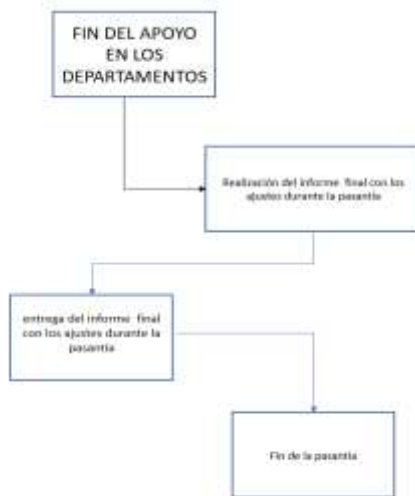 FIN DEL APOYO
EN LOS
DEPARTAMENTOS
Realización del informe final con los
ajustes durante la pasantía
entrega del informe final
con los ajustes durante la
pasantía
Fin de la pasantía